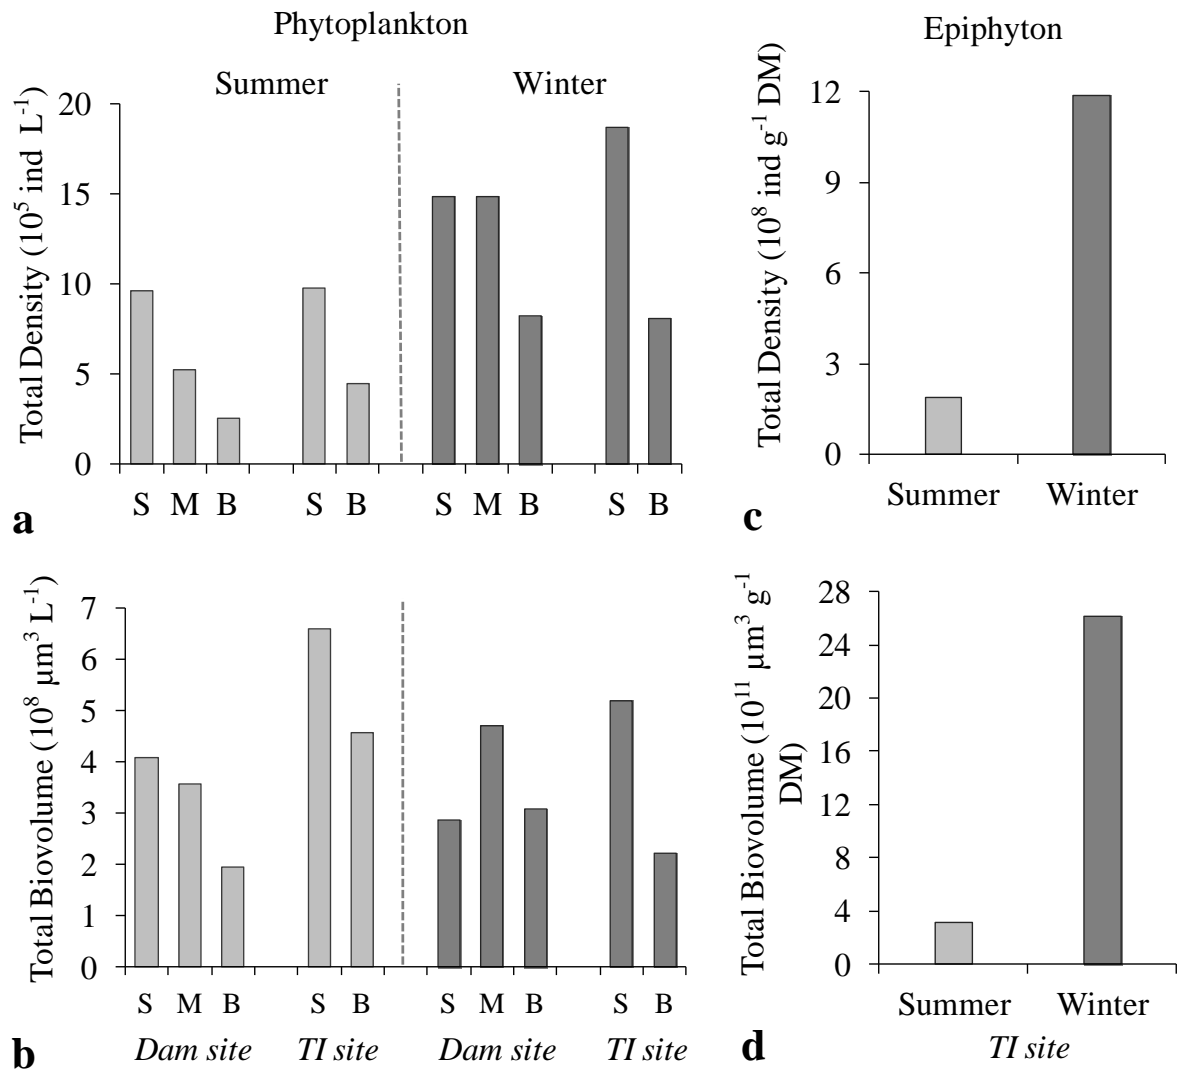 Phytoplankton
Summer
Winter
Total Density (10⁵ ind L⁻¹)
20
15
10
5
0
S M B S B S M B S B
a
Epiphyton
Total Density (10⁸ ind g⁻¹ DM)
12
9
6
3
0
Summer Winter
c
Total Biovolume (10⁸ µm³ L⁻¹)
7
6
5
4
3
2
1
0
S M B S B S M B S B
Dam site TI site Dam site TI site
b
Total Biovolume (10¹¹ µm³ g⁻¹
DM)
28
24
20
16
12
8
4
0
Summer Winter
TI site
d